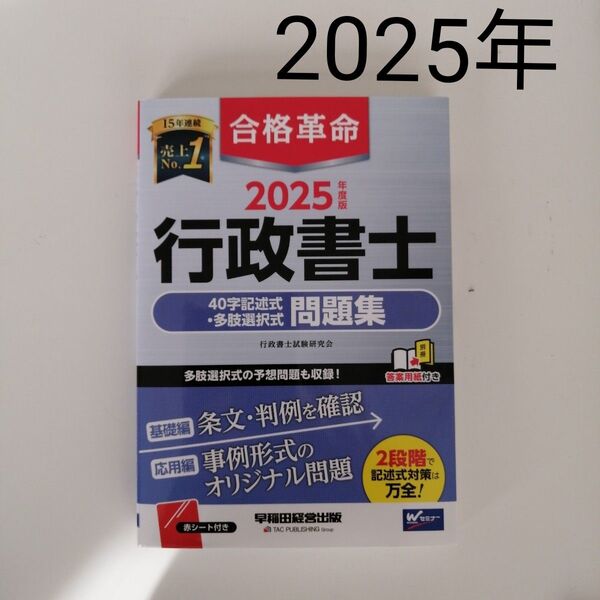 2025年
15年連続
売上
No.1
合格革命
2025年度版
行政書士
40字記述式
・多肢選択式
問題集
行政書士試験研究会
別冊
答案用紙付き
多肢選択式の予想問題も収録！
基礎編 条文・判例を確認
応用編 事例形式の
オリジナル問題
2段階で
記述式対策は
万全！
赤シート付き
早稲田経営出版
TAC PUBLISHING Group
Wセミナー